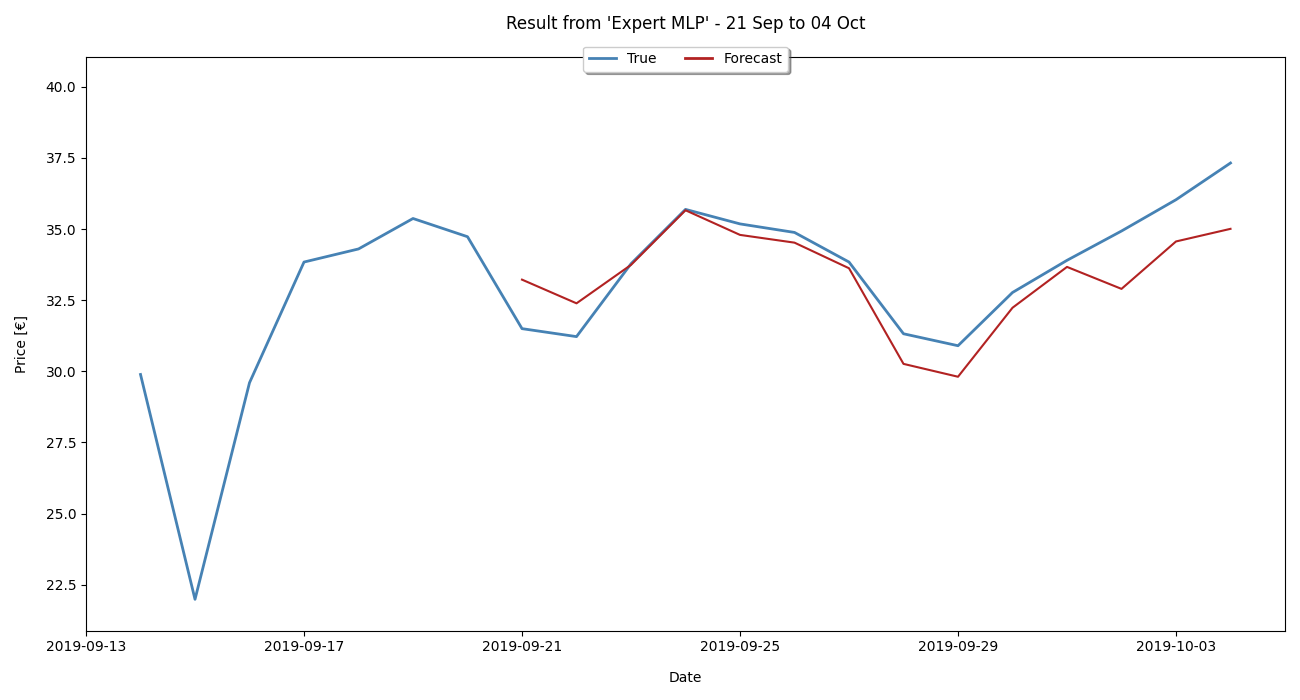 Result from 'Expert MLP' - 21 Sep to 04 Oct
True
Forecast
40.0
37.5
35.0
32.5
30.0
27.5
25.0
22.5
Price [€]
2019-09-13
2019-09-17
2019-09-21
2019-09-25
2019-09-29
2019-10-03
Date